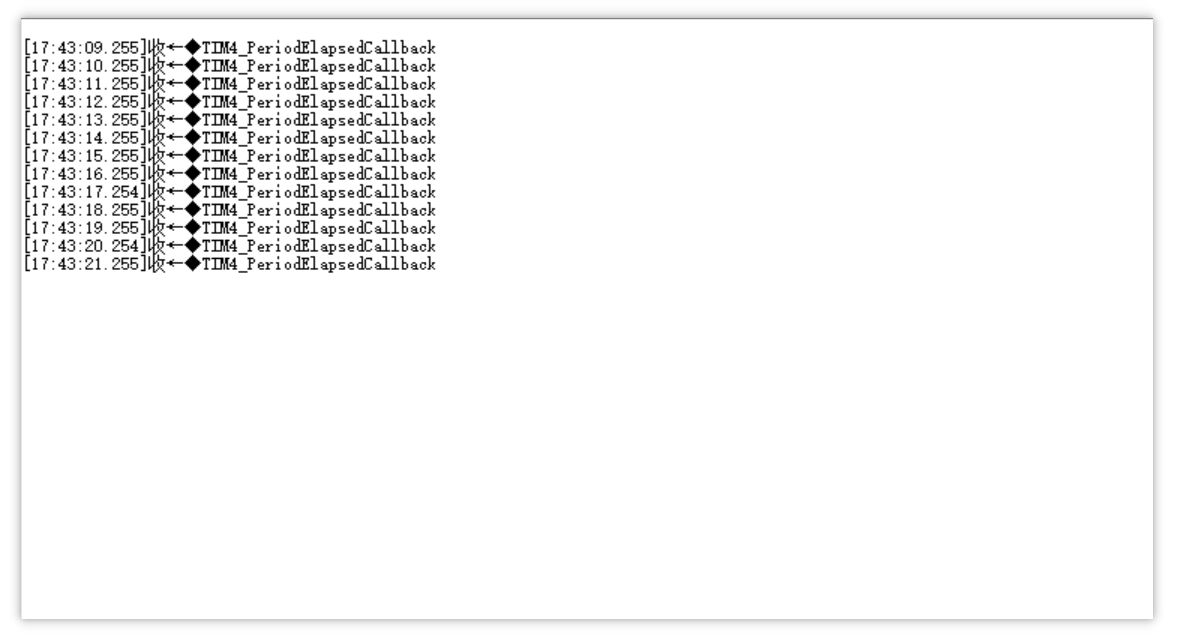 [17:43:09.255]收←◆TIM4_PeriodElapsedCallback
[17:43:10.255]收←◆TIM4_PeriodElapsedCallback
[17:43:11.255]收←◆TIM4_PeriodElapsedCallback
[17:43:12.255]收←◆TIM4_PeriodElapsedCallback
[17:43:13.255]收←◆TIM4_PeriodElapsedCallback
[17:43:14.255]收←◆TIM4_PeriodElapsedCallback
[17:43:15.255]收←◆TIM4_PeriodElapsedCallback
[17:43:16.255]收←◆TIM4_PeriodElapsedCallback
[17:43:17.254]收←◆TIM4_PeriodElapsedCallback
[17:43:18.255]收←◆TIM4_PeriodElapsedCallback
[17:43:19.255]收←◆TIM4_PeriodElapsedCallback
[17:43:20.254]收←◆TIM4_PeriodElapsedCallback
[17:43:21.255]收←◆TIM4_PeriodElapsedCallback